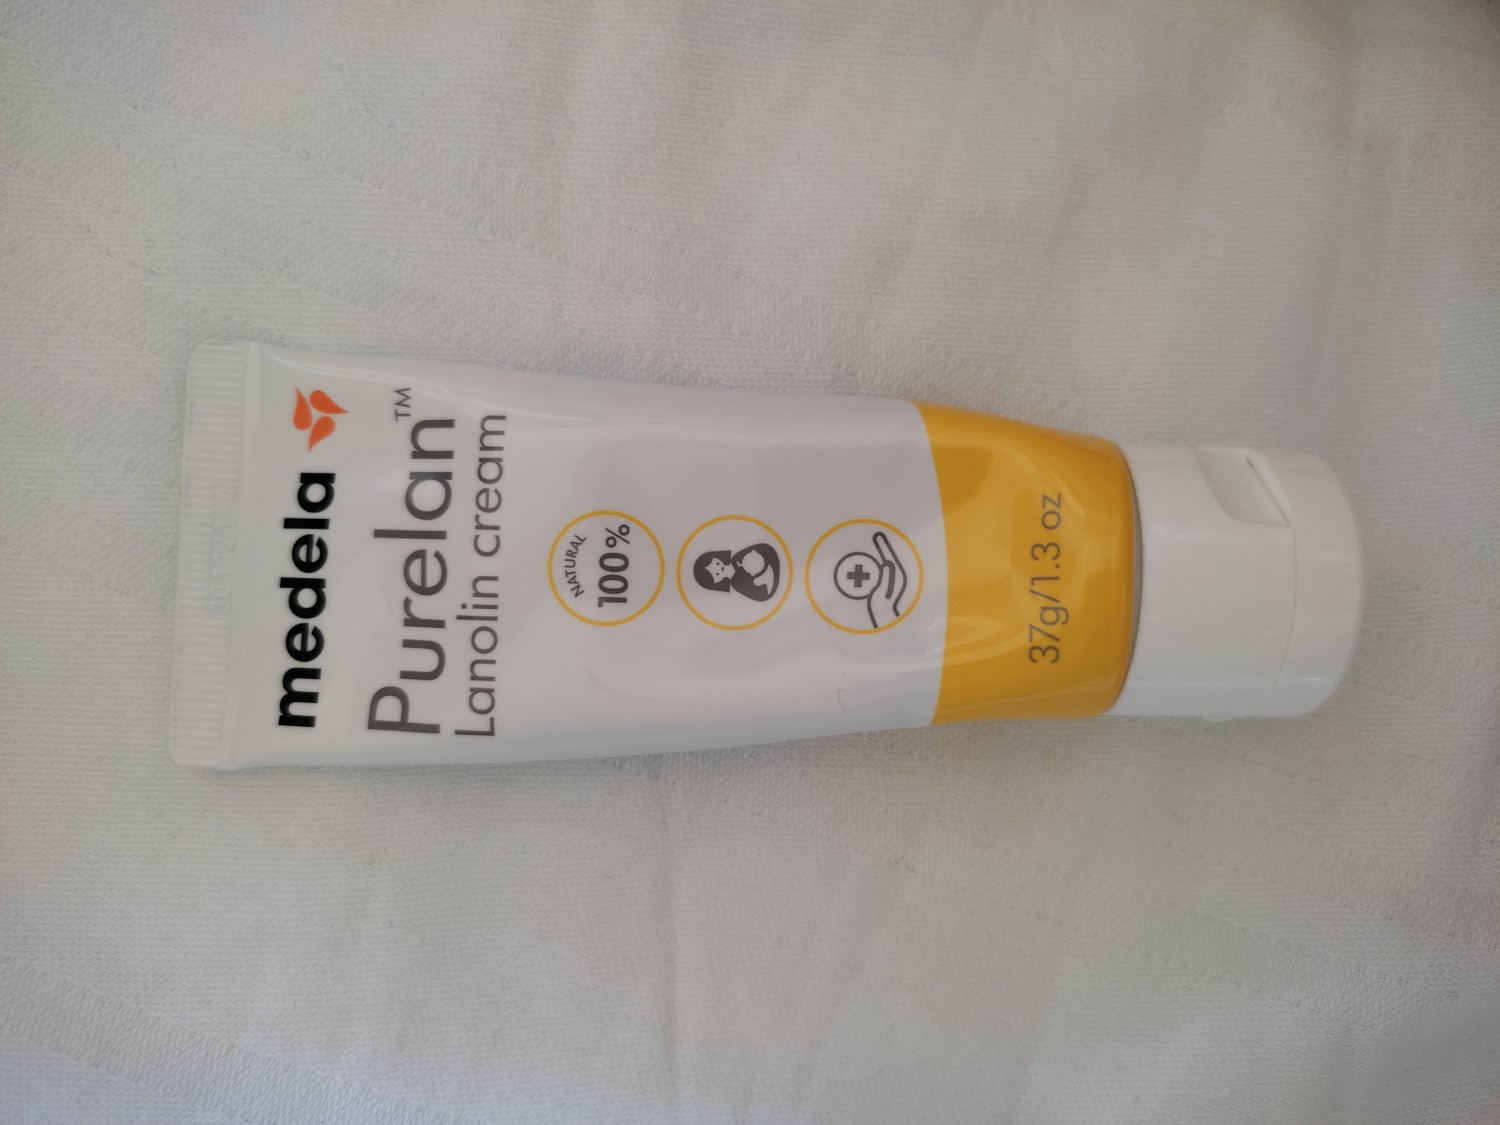 medela
Purelan™
Lanolin cream
NATURAL
100%
37g/1.3 oz